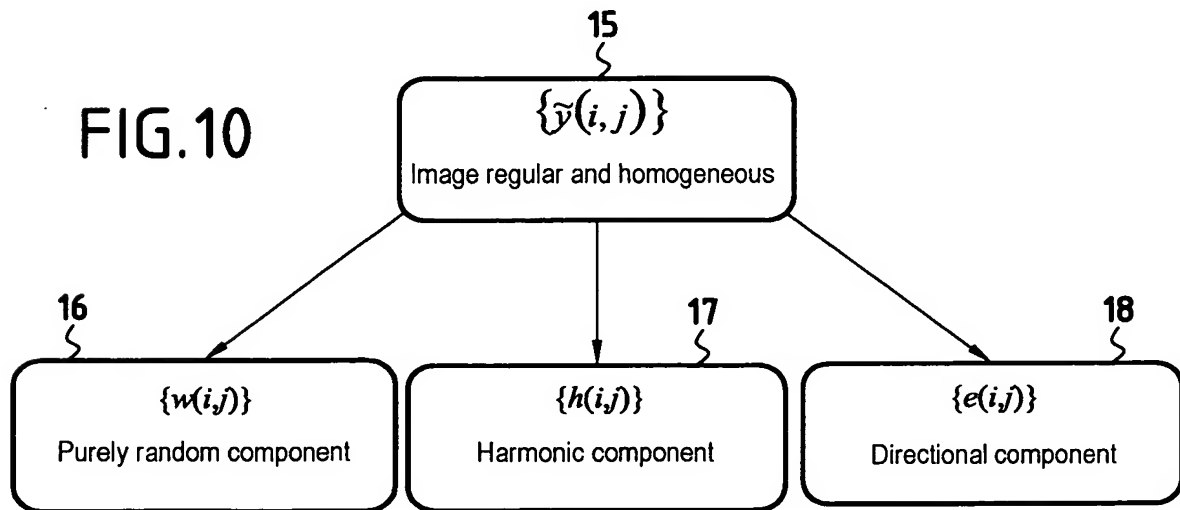 15
FIG.10
{ỹ(i, j)}
Image regular and homogeneous
16
17
18
{w(i,j)}
{h(i,j)}
{e(i,j)}
Purely random component
Harmonic component
Directional component